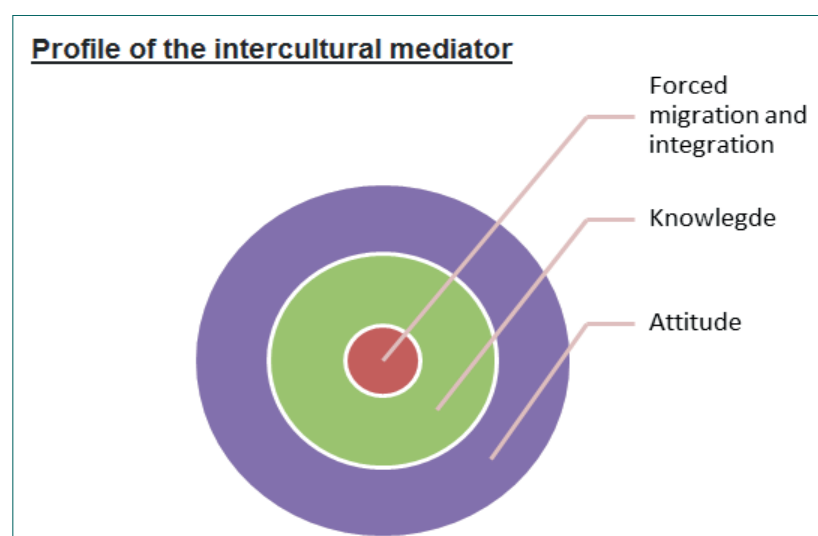 Profile of the intercultural mediator
Forced
migration and
integration
Knowlegde
Attitude